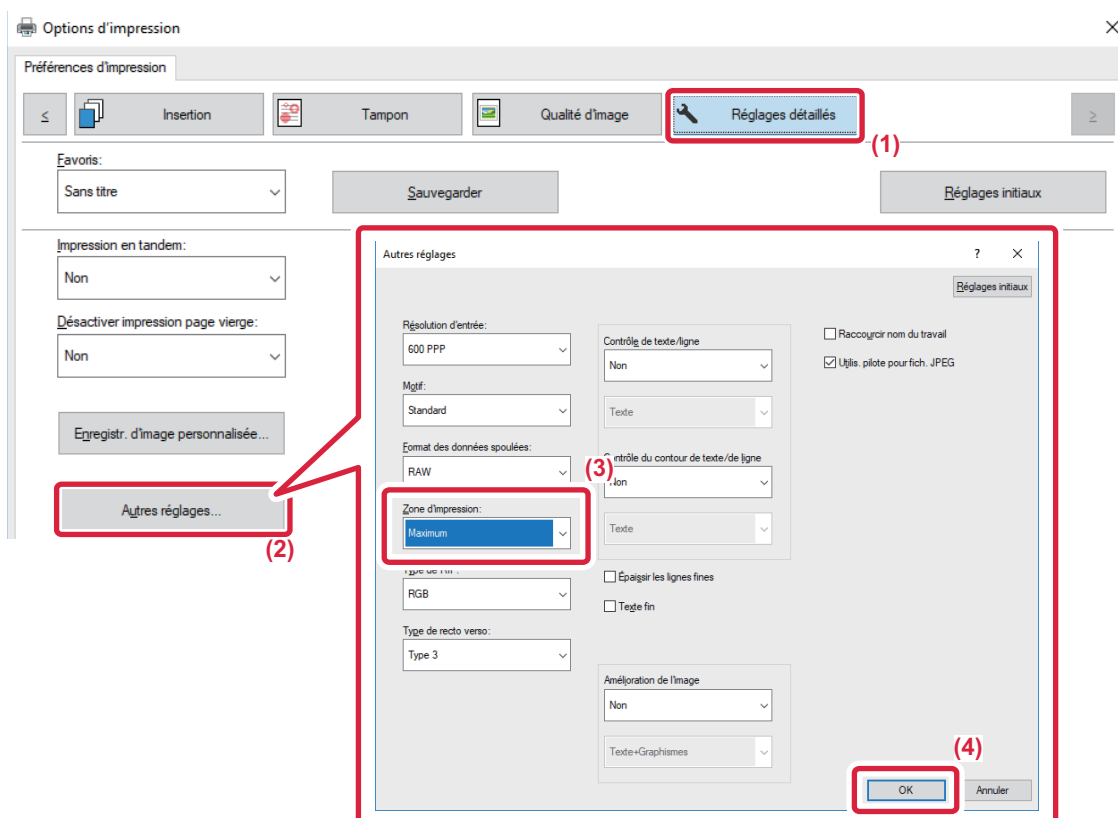 Options d'impression
Préférences d'impression
≤ Insertion Tampon Qualité d'image Réglages détaillés ≥
(1)
Favoris:
Sans titre Sauvegarder Réglages initiaux
Impression en tandem:
Non
Désactiver impression page vierge:
Non
Enregistr. d'image personnalisée...
Autres réglages...
(2)
Autres réglages ?
Réglages initiaux
Résolution d'entrée:
600 PPP
Motif:
Standard
Format des données spoulées:
RAW
(3)
Zone d'impression:
Maximum
RGB
Type de recto verso:
Type 3
Contrôle de texte/ligne
Non
Texte
Contrôle du contour de texte/de ligne
Non
Texte
Épaissir les lignes fines
Texte fin
Amélioration de l'image
Non
Texte+Graphismes
Raccourcir nom du travail
Utilis. pilote pour fich. JPEG
(4)
OK Annuler